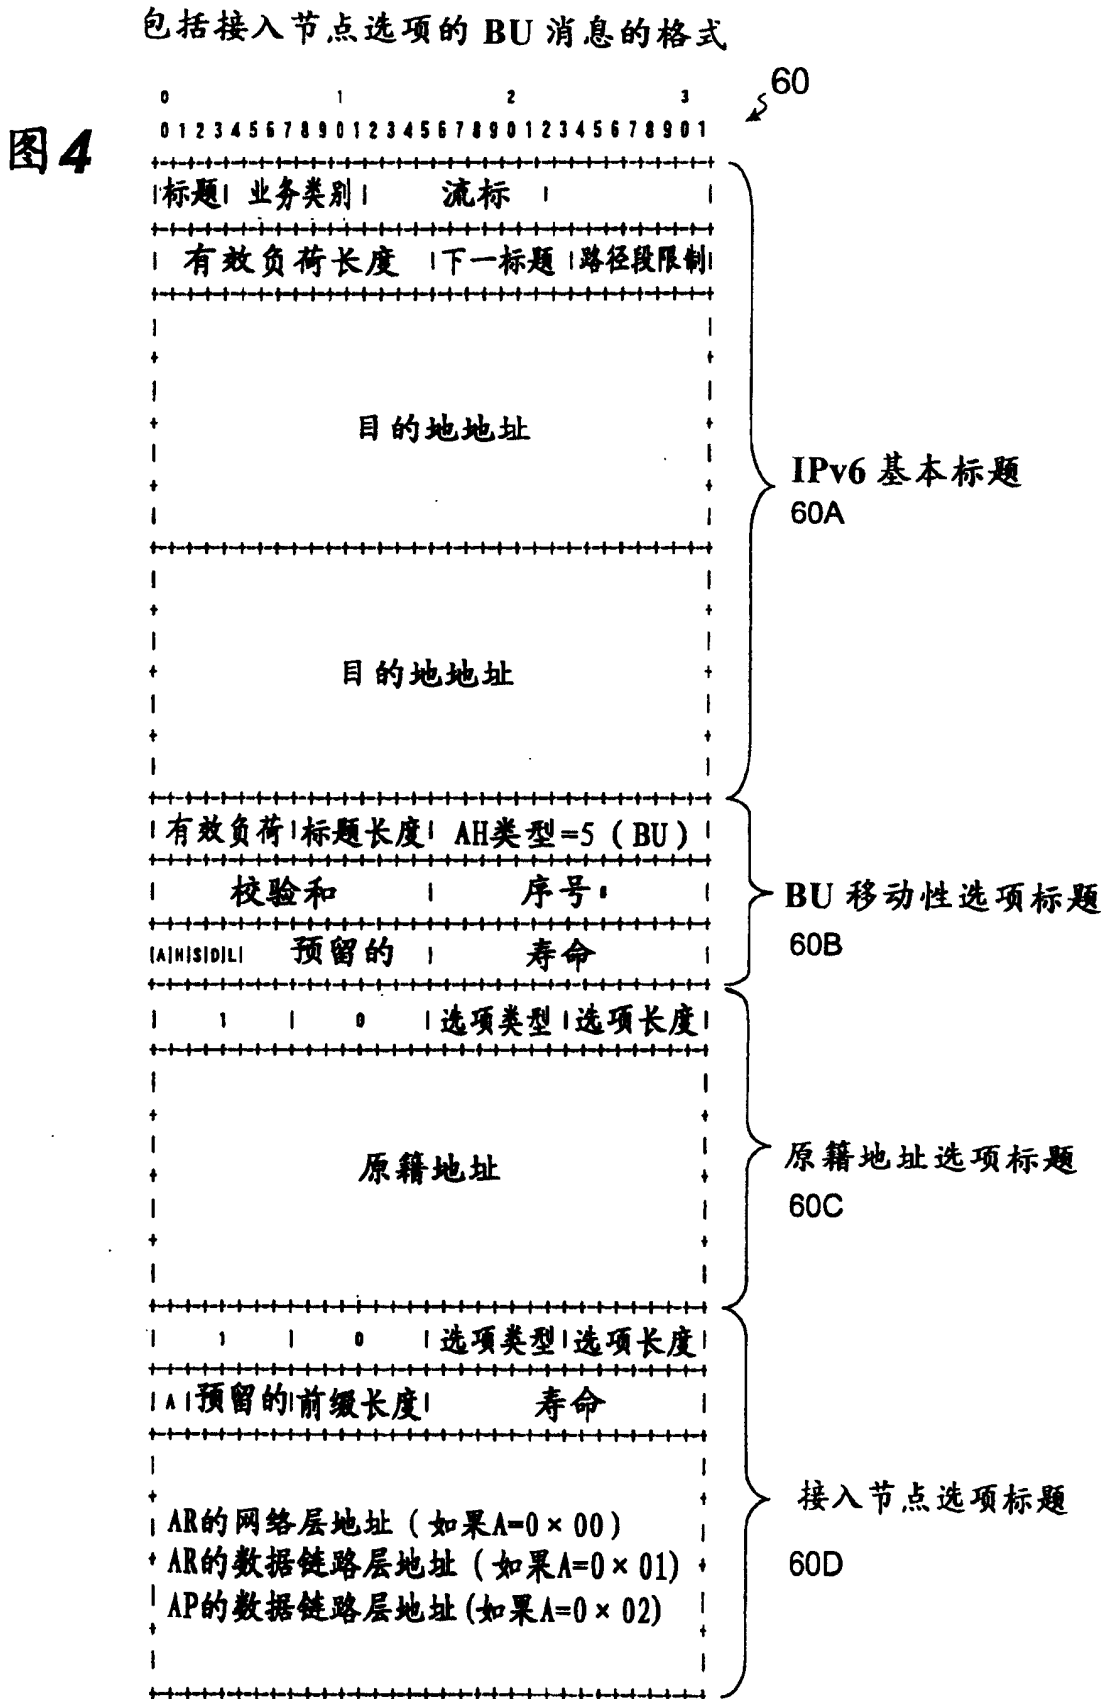 包括接入节点选项的 BU 消息的格式
60
0 1 2 3
0 1 2 3 4 5 6 7 8 9 0 1 2 3 4 5 6 7 8 9 0 1 2 3 4 5 6 7 8 9 0 1
图4
标题 业务类别 流标
有效负荷长度 下一标题 路径段限制
目的地地址
IPv6 基本标题
60A
目的地地址
有效负荷 标题长度 AH类型=5（BU）
校验和 序号
BU 移动性选项标题
60B
A H S D L 预留的 寿命
1 0 选项类型 选项长度
原籍地址
原籍地址选项标题
60C
1 0 选项类型 选项长度
A 预留的 前缀长度 寿命
接入节点选项标题
60D
AR的网络层地址（如果A=0×00）
AR的数据链路层地址（如果A=0×01）
AP的数据链路层地址(如果A=0×02)